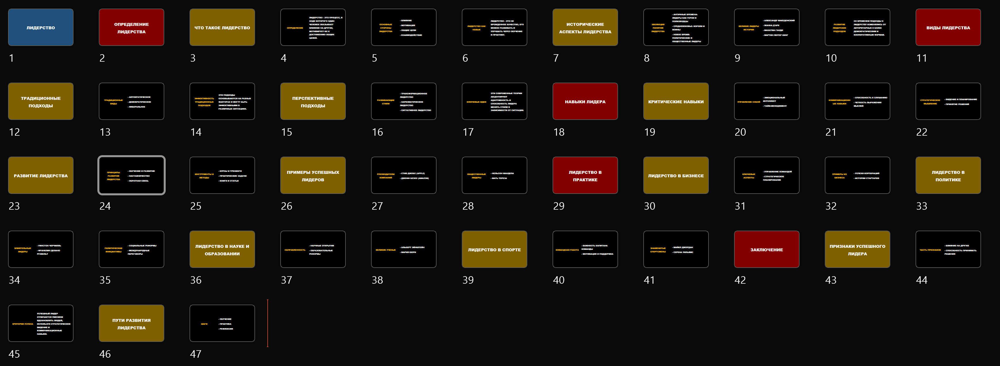 ЛИДЕРСТВО
1
ОПРЕДЕЛЕНИЕ
ЛИДЕРСТВА
2
ЧТО ТАКОЕ ЛИДЕРСТВО
3
ОПРЕДЕЛЕНИЕ
ЛИДЕРСТВО - ЭТО ПРОЦЕСС, В
ХОДЕ КОТОРОГО ОДИН
ЧЕЛОВЕК ОКАЗЫВАЕТ
ВЛИЯНИЕ НА ДРУГИХ,
МОТИВИРУЕТ ИХ К
ДОСТИЖЕНИЮ ОБЩИХ
ЦЕЛЕЙ.
4
ОСНОВНЫЕ
СТОРОНЫ
ЛИДЕРСТВА
- ВЛИЯНИЕ
- МОТИВАЦИЯ
- ОБЩИЕ ЦЕЛИ
- ВЗАИМОДЕЙСТВИЕ
5
ЛИДЕРСТВО КАК
НАВЫК
ЛИДЕРСТВО - ЭТО НЕ
ВРОЖДЕННОЕ КАЧЕСТВО, ЕГО
МОЖНО РАЗВИВАТЬ И
УЛУЧШАТЬ ЧЕРЕЗ ОБУЧЕНИЕ
И ПРАКТИКУ.
6
ИСТОРИЧЕСКИЕ
АСПЕКТЫ ЛИДЕРСТВА
7
ЭВОЛЮЦИЯ
ПОНЯТИЯ
ЛИДЕРСТВА
- АНТИЧНЫЕ ВРЕМЕНА:
ЛИДЕРЫ КАК ГЕРОИ И
ПОЛКОВОДЦЫ
- СРЕДНЕВЕКОВЬЕ: КОРОЛИ И
ВОИНЫ
- НОВОЕ ВРЕМЯ:
ПОЛИТИЧЕСКИЕ И
ОБЩЕСТВЕННЫЕ ЛИДЕРЫ
8
ВЕЛИКИЕ ЛИДЕРЫ
ИСТОРИИ
- АЛЕКСАНДР МАКЕДОНСКИЙ
- ЖАННА Д'АРК
- МАХАТМА ГАНДИ
- МАРТИН ЛЮТЕР КИНГ
9
РАЗВИТИЕ
ЛИДЕРСКИХ
ПОДХОДОВ
СО ВРЕМЕНЕМ ПОДХОДЫ К
ЛИДЕРСТВУ ИЗМЕНЯЛИСЬ ОТ
АВТОРИТАРНЫХ К БОЛЕЕ
ДЕМОКРАТИЧЕСКИМ И
КООПЕРАТИВНЫМ ФОРМАМ.
10
ВИДЫ ЛИДЕРСТВА
11
ТРАДИЦИОННЫЕ
ПОДХОДЫ
12
ТРАДИЦИОННЫЕ
ВИДЫ
- АВТОКРАТИЧЕСКОЕ
- ДЕМОКРАТИЧЕСКОЕ
- ЛИБЕРАЛЬНОЕ
13
ЭФФЕКТИВНОСТЬ
ТРАДИЦИОННЫХ
ПОДХОДОВ
ЭТИ ПОДХОДЫ
ОСНОВЫВАЮТСЯ НА РАЗНЫХ
ФАКТОРАХ И МОГУТ БЫТЬ
ЭФФЕКТИВНЫМИ В
РАЗЛИЧНЫХ СИТУАЦИЯХ.
14
ПЕРСПЕКТИВНЫЕ
ПОДХОДЫ
15
РАЗВИВАЮЩИЕ
СТИЛИ
- ТРАНСФОРМАЦИОННОЕ
ЛИДЕРСТВО
- ХАРИЗМАТИЧЕСКОЕ
ЛИДЕРСТВО
- СИТУАТИВНОЕ ЛИДЕРСТВО
16
КЛЮЧЕВЫЕ ИДЕИ
ЭТИ СОВРЕМЕННЫЕ ТЕОРИИ
АКЦЕНТИРУЮТ
АДАПТИВНОСТЬ И
СПОСОБНОСТЬ ЛИДЕРА
МЕНЯТЬ СТИЛИ В
ЗАВИСИМОСТИ ОТ СИТУАЦИИ.
17
НАВЫКИ ЛИДЕРА
18
КРИТИЧЕСКИЕ НАВЫКИ
19
УПРАВЛЕНИЕ СОБОЙ
- ЭМОЦИОНАЛЬНЫЙ
ИНТЕЛЛЕКТ
- ТАЙМ-МЕНЕДЖМЕНТ
20
КОММУНИКАЦИОНН
ЫЕ НАВЫКИ
- СПОСОБНОСТЬ К СЛУШАНИЮ
- ЧЕТКОСТЬ ВЫРАЖЕНИЯ
МЫСЛЕЙ
21
СТРАТЕГИЧЕСКОЕ
МЫШЛЕНИЕ
- ВИДЕНИЕ И ПЛАНИРОВАНИЕ
- ПРИНЯТИЕ РЕШЕНИЙ
22
РАЗВИТИЕ ЛИДЕРСТВА
23
ПРИНЦИПЫ
РАЗВИТИЯ
ЛИДЕРСТВА
- ОБУЧЕНИЕ И РАЗВИТИЕ
- НАСТАВНИЧЕСТВО
- ОБРАТНАЯ СВЯЗЬ
24
ИНСТРУМЕНТЫ И
МЕТОДЫ
- КУРСЫ И ТРЕНИНГИ
- ПРАКТИЧЕСКИЕ ЗАДАЧИ
- КНИГИ И СТАТЬИ
25
ПРИМЕРЫ УСПЕШНЫХ
ЛИДЕРОВ
26
РУКОВОДИТЕЛИ
КОМПАНИЙ
- СТИВ ДЖОБС (APPLE)
- ДЖЕФФ БЕЗОС (AMAZON)
27
ОБЩЕСТВЕННЫЕ
ЛИДЕРЫ
- НЕЛЬСОН МАНДЕЛА
- МАТЬ ТЕРЕЗА
28
ЛИДЕРСТВО В
ПРАКТИКЕ
29
ЛИДЕРСТВО В БИЗНЕСЕ
30
КЛЮЧЕВЫЕ
АСПЕКТЫ
- УПРАВЛЕНИЕ КОМАНДОЙ
- СТРАТЕГИЧЕСКОЕ
ПЛАНИРОВАНИЕ
31
ПРИМЕРЫ ИЗ
БИЗНЕСА
- УСПЕХИ КОРПОРАЦИЙ
- ИСТОРИИ СТАРТАПОВ
32
ЛИДЕРСТВО В
ПОЛИТИКЕ
33
ВЛИЯТЕЛЬНЫЕ
ЛИДЕРЫ
- УИНСТОН ЧЕРЧИЛЛЬ
- ФРАНКЛИН ДЕЛАНО
РУЗВЕЛЬТ
34
ПОЛИТИЧЕСКИЕ
ИНИЦИАТИВЫ
- СОЦИАЛЬНЫЕ РЕФОРМЫ
- МЕЖДУНАРОДНЫЕ
ПЕРЕГОВОРЫ
35
ЛИДЕРСТВО В НАУКЕ И
ОБРАЗОВАНИИ
36
НАПРАВЛЕННОСТЬ
- НАУЧНЫЕ ОТКРЫТИЯ
- ОБРАЗОВАТЕЛЬНЫЕ
РЕФОРМЫ
37
ВЕЛИКИЕ УЧЕНЫЕ
- АЛЬБЕРТ ЭЙНШТЕЙН
- МАРИЯ КЮРИ
38
ЛИДЕРСТВО В СПОРТЕ
39
КОМАНДНАЯ РАБОТА
- ВАЖНОСТЬ КАПИТАНА
КОМАНДЫ
- МОТИВАЦИЯ И ПОДДЕРЖКА
40
ЗНАМЕНИТЫЕ
СПОРТСМЕНЫ
- МАЙКЛ ДЖОРДАН
- СЕРЕНА УИЛЬЯМС
41
ЗАКЛЮЧЕНИЕ
42
ПРИЗНАКИ УСПЕШНОГО
ЛИДЕРА
43
ЧАСТЬ ПРИЗНАКОВ
- ВЛИЯНИЕ НА ДРУГИХ
- СПОСОБНОСТЬ ПРИНИМАТЬ
РЕШЕНИЯ
44
КРИТЕРИИ УСПЕХА
УСПЕШНЫЙ ЛИДЕР
ОТЛИЧАЕТСЯ УМЕНИЕМ
ВДОХНОВЛЯТЬ ЛЮДЕЙ,
ИСПОЛЬЗУЯ СТРАТЕГИЧЕСКОЕ
ВИДЕНИЕ И
КОММУНИКАЦИОННЫЕ
НАВЫКИ.
45
ПУТИ РАЗВИТИЯ
ЛИДЕРСТВА
46
ШАГИ
- ОБУЧЕНИЕ
- ПРАКТИКА
- РЕФЛЕКСИЯ
47